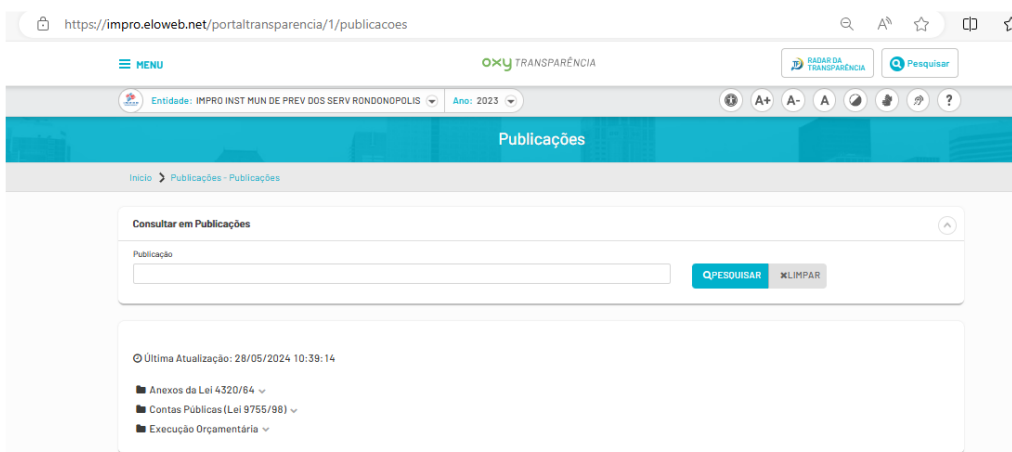 https://impro.eloweb.net/portaltransparencia/1/publicacoes
MENU
oxy TRANSPARÊNCIA
RADAR DA TRANSPARÊNCIA
Pesquisar
Entidade: IMPRO INST MUN DE PREV DOS SERV RONDONOPOLIS
Ano: 2023
A+ A- A ?
Publicações
Início > Publicações - Publicações
Consultar em Publicações
Publicação
PESQUISAR
LIMPAR
Última Atualização: 28/05/2024 10:39:14
Anexos da Lei 4320/64
Contas Públicas (Lei 9755/98)
Execução Orçamentária